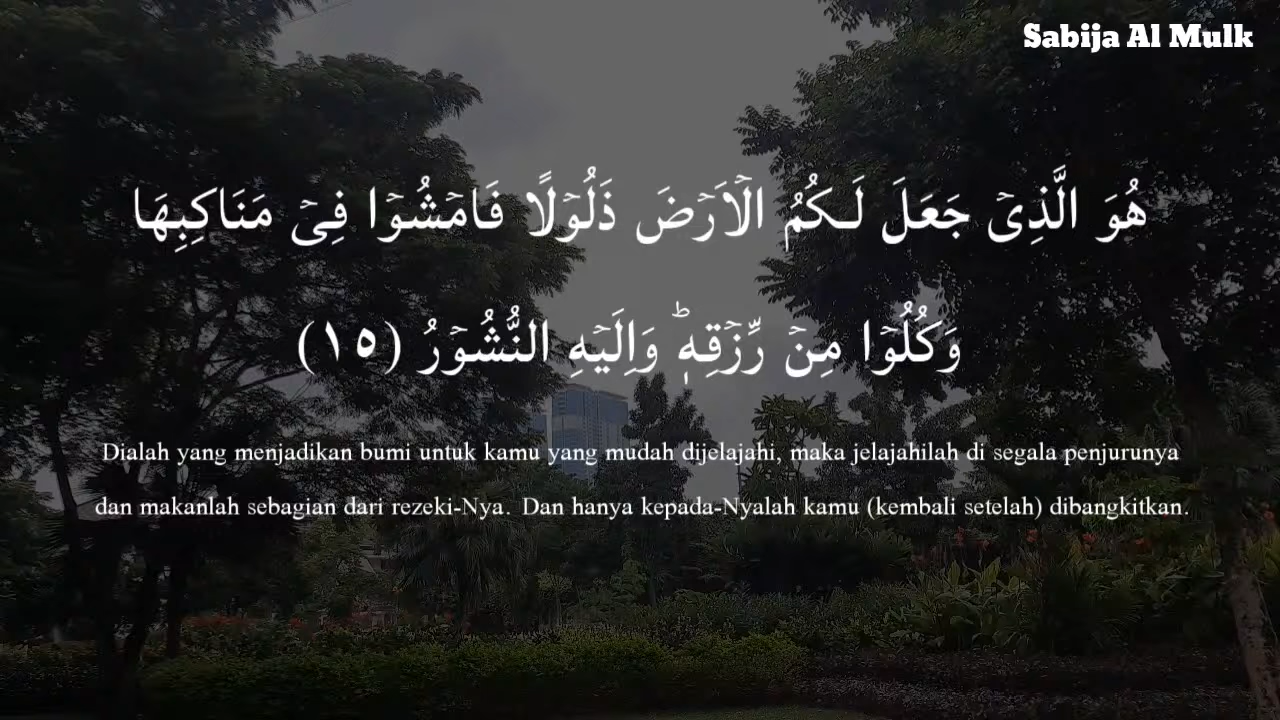 Sabija Al Mulk
هُوَ الَّذِىۡ جَعَلَ لَـكُمُ الۡاَرۡضَ ذَلُوۡلًا فَامۡشُوۡا فِىۡ مَنَاكِبِهَا
وَكُلُوۡا مِنۡ رِّزۡقِهٖ‌ؕ وَاِلَيۡهِ النُّشُوۡرُ (١٥)
Dialah yang menjadikan bumi untuk kamu yang mudah dijelajahi, maka jelajahilah di segala penjurunya
dan makanlah sebagian dari rezeki-Nya. Dan hanya kepada-Nyalah kamu (kembali setelah) dibangkitkan.